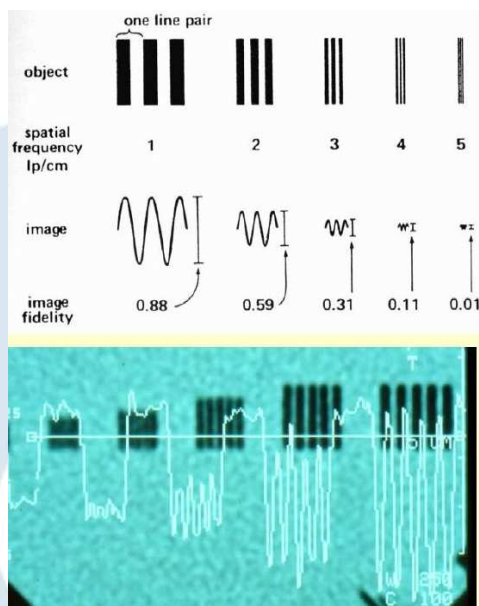 one line pair
object
spatial
frequency 1 2 3 4 5
lp/cm
image
image
fidelity 0.88 0.59 0.31 0.11 0.01
T
UM
W 250
C 100